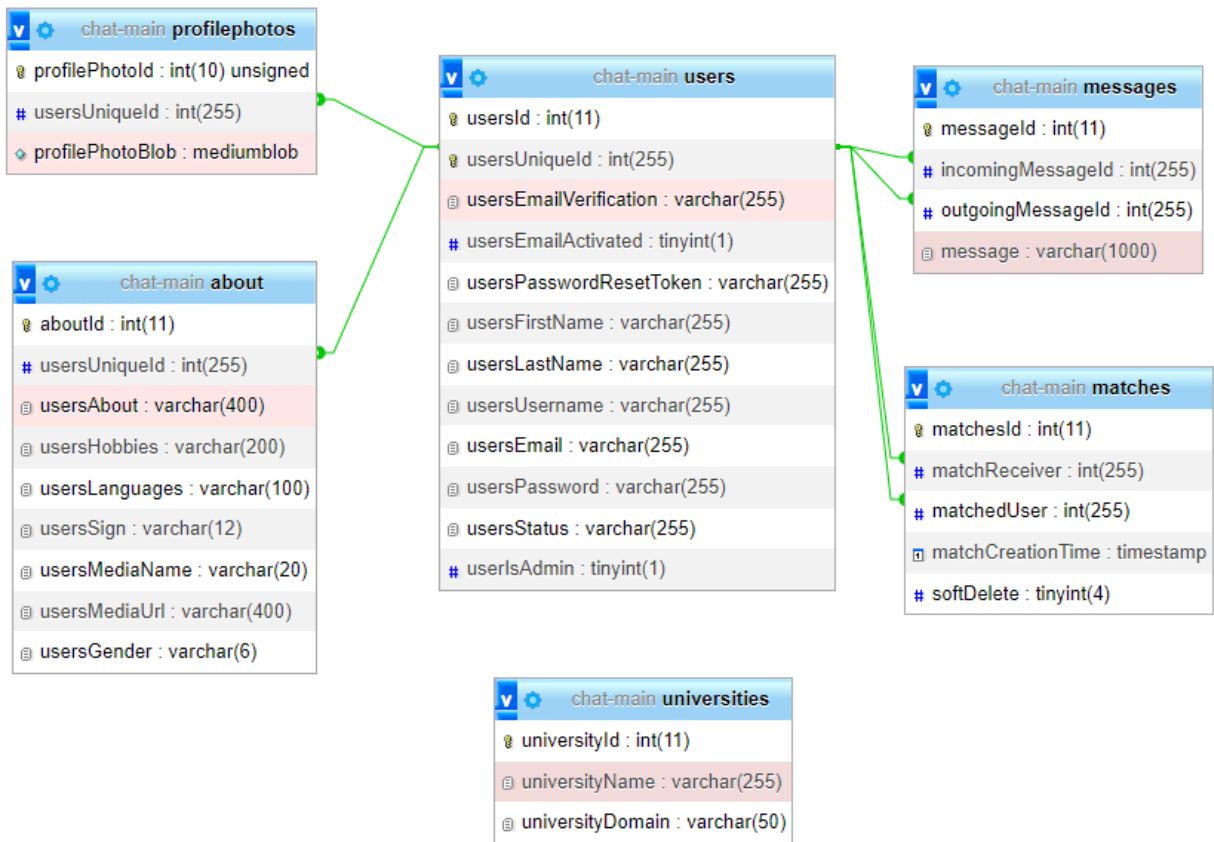 v chat-main profilephotos
profilePhotoId : int(10) unsigned
# usersUniqueId : int(255)
profilePhotoBlob : mediumblob
v chat-main about
aboutId : int(11)
# usersUniqueId : int(255)
usersAbout : varchar(400)
usersHobbies : varchar(200)
usersLanguages : varchar(100)
usersSign : varchar(12)
usersMediaName : varchar(20)
usersMediaUrl : varchar(400)
usersGender : varchar(6)
v chat-main users
usersId : int(11)
usersUniqueId : int(255)
usersEmailVerification : varchar(255)
# usersEmailActivated : tinyint(1)
usersPasswordResetToken : varchar(255)
usersFirstName : varchar(255)
usersLastName : varchar(255)
usersUsername : varchar(255)
usersEmail : varchar(255)
usersPassword : varchar(255)
usersStatus : varchar(255)
# userIsAdmin : tinyint(1)
v chat-main messages
messageId : int(11)
# incomingMessageId : int(255)
# outgoingMessageId : int(255)
message : varchar(1000)
v chat-main matches
matchesId : int(11)
# matchReceiver : int(255)
# matchedUser : int(255)
matchCreationTime : timestamp
# softDelete : tinyint(4)
v chat-main universities
universityId : int(11)
universityName : varchar(255)
universityDomain : varchar(50)